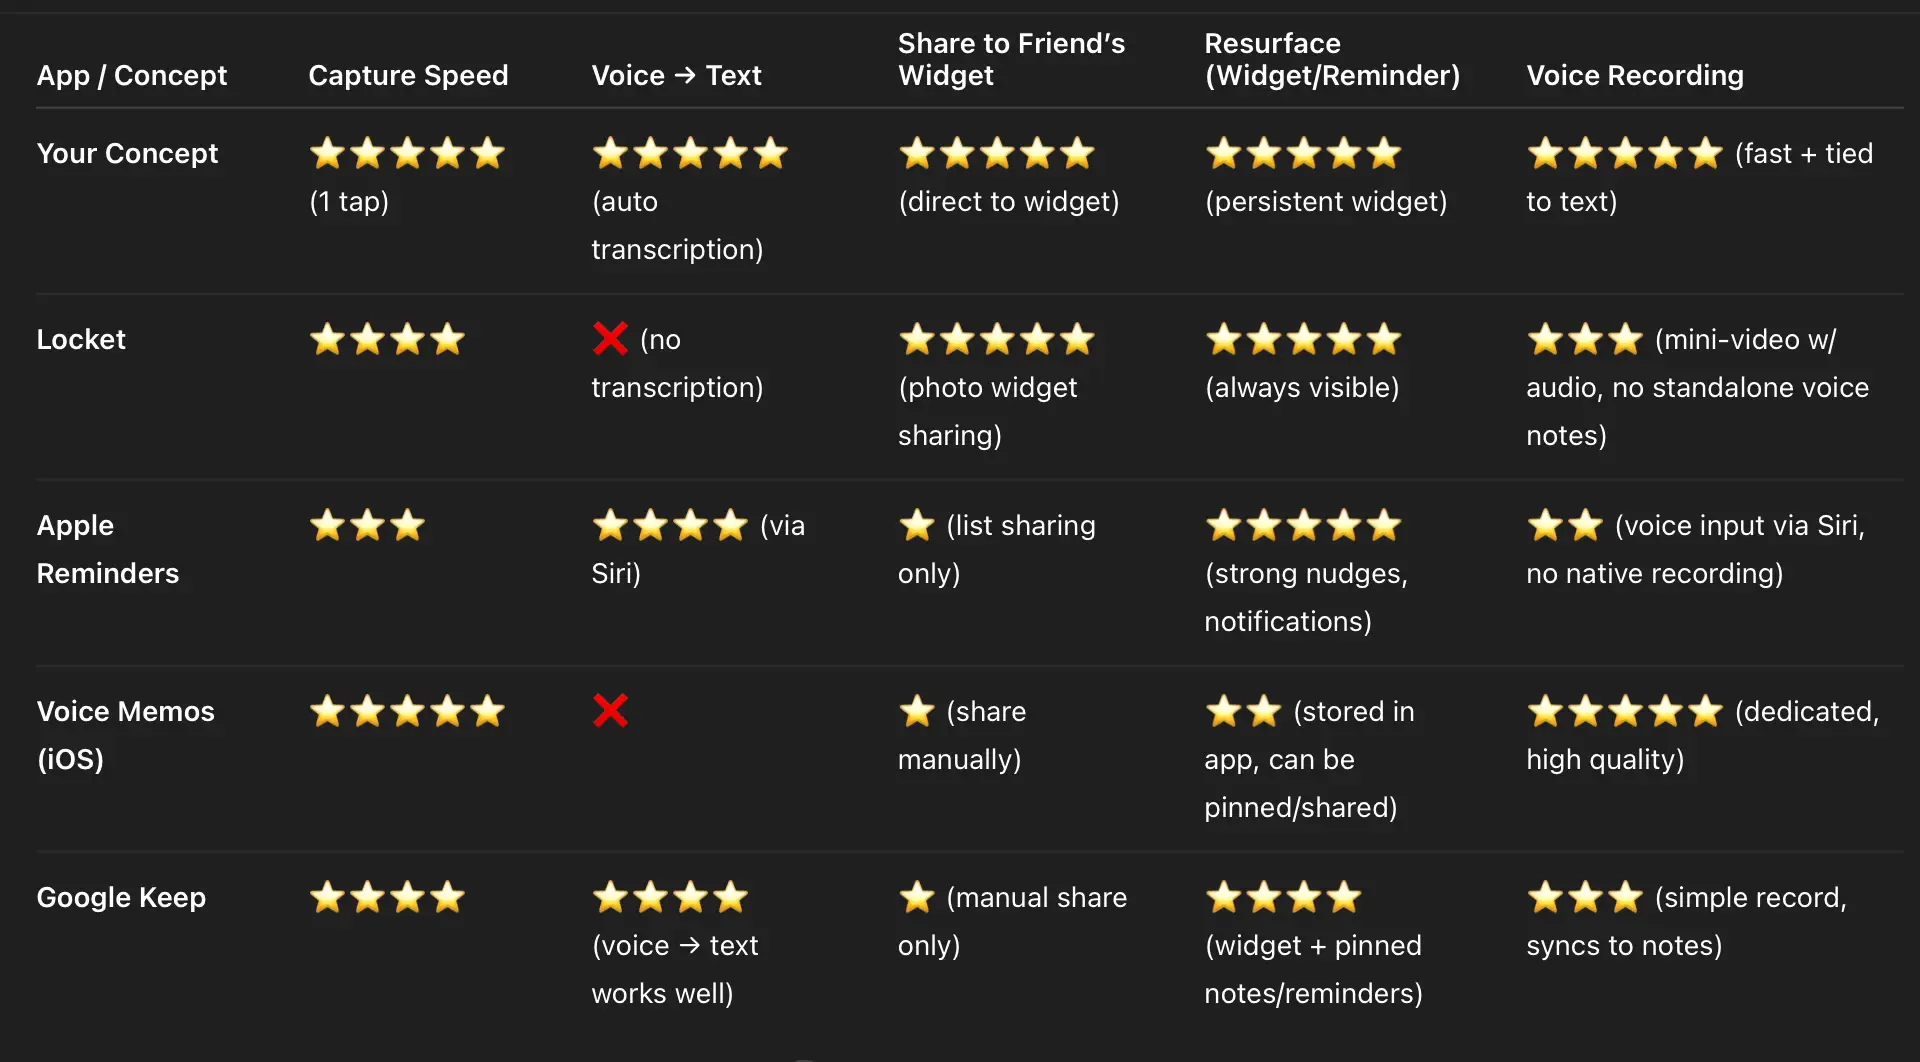 App / Concept
Capture Speed
Voice → Text
Share to Friend’s
Widget
Resurface
(Widget/Reminder)
Voice Recording
Your Concept
⭐⭐⭐⭐⭐
(1 tap)
⭐⭐⭐⭐⭐
(auto
transcription)
⭐⭐⭐⭐⭐
(direct to widget)
⭐⭐⭐⭐⭐
(persistent widget)
⭐⭐⭐⭐⭐ (fast + tied
to text)
Locket
⭐⭐⭐⭐
❌ (no
transcription)
⭐⭐⭐⭐⭐
(photo widget
sharing)
⭐⭐⭐⭐⭐
(always visible)
⭐⭐⭐ (mini-video w/
audio, no standalone voice
notes)
Apple
Reminders
⭐⭐⭐
⭐⭐⭐⭐ (via
Siri)
⭐ (list sharing
only)
⭐⭐⭐⭐⭐
(strong nudges,
notifications)
⭐⭐ (voice input via Siri,
no native recording)
Voice Memos
(iOS)
⭐⭐⭐⭐⭐
❌
⭐ (share
manually)
⭐⭐ (stored in
app, can be
pinned/shared)
⭐⭐⭐⭐⭐ (dedicated,
high quality)
Google Keep
⭐⭐⭐⭐
⭐⭐⭐⭐
(voice → text
works well)
⭐ (manual share
only)
⭐⭐⭐⭐
(widget + pinned
notes/reminders)
⭐⭐⭐ (simple record,
syncs to notes)